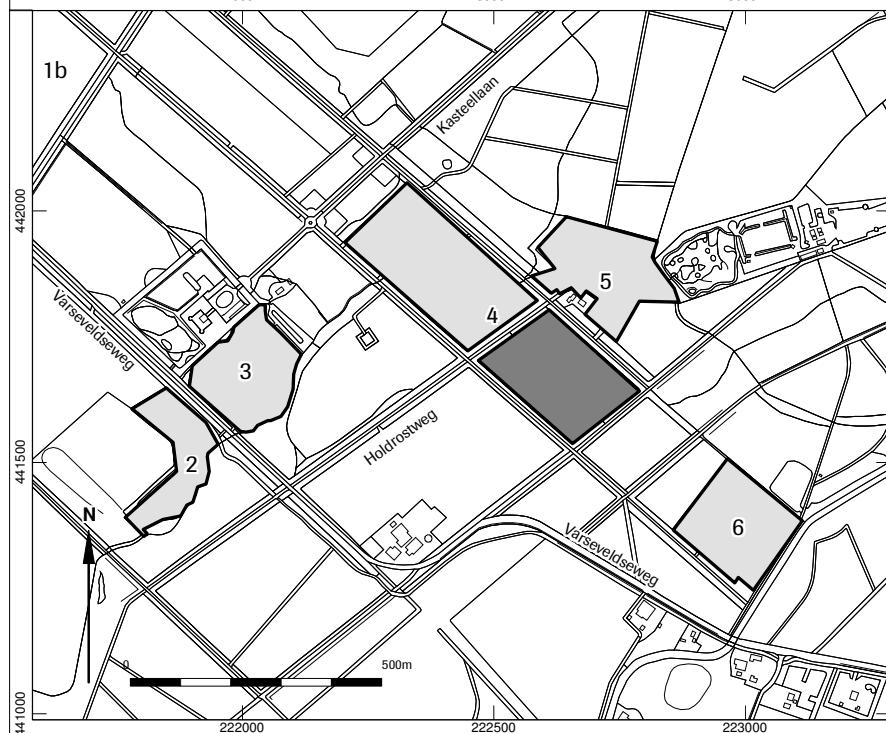 1b
Kasteellaan
442000
5
4
Varseveldseweg
3
Holdrostweg
2
441500
N
6
Varseveldseweg
0
500m
441000
222000
222500
223000